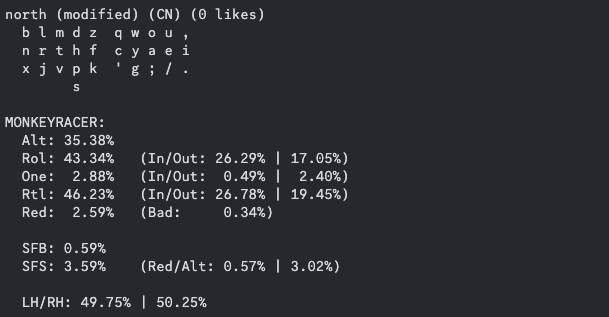 north (modified) (CN) (0 likes)
  b l m d z  q w o u ,
  n r t h f  c y a e i
  x j v p k  ' g ; / .
        s

MONKEYRACER:
  Alt: 35.38%
  Rol: 43.34%   (In/Out: 26.29% | 17.05%)
  One:  2.88%   (In/Out:  0.49% |  2.40%)
  Rtl: 46.23%   (In/Out: 26.78% | 19.45%)
  Red:  2.59%   (Bad:     0.34%)

  SFB: 0.59%
  SFS: 3.59%    (Red/Alt: 0.57% | 3.02%)

  LH/RH: 49.75% | 50.25%